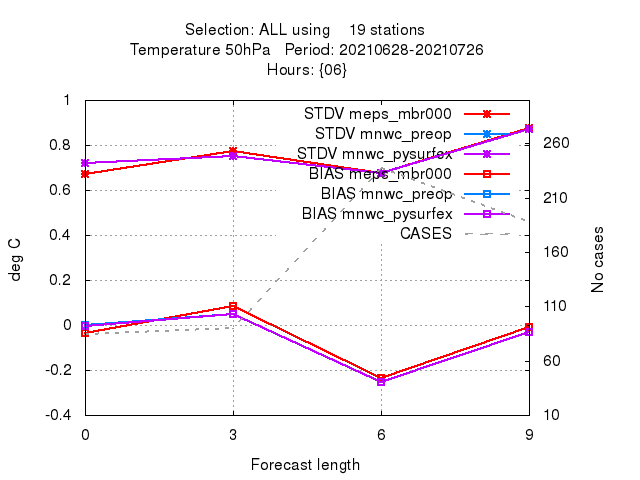 Selection: ALL using 19 stations
Temperature 50hPa Period: 20210628-20210726
Hours: {06}
1
0.8
0.6
0.4
0.2
0
-0.2
-0.4
deg C
STDV meps_mbr000
STDV mnwc_preop
STDV mnwc_pysurfex
BIAS meps_mbr000
BIAS mnwc_preop
BIAS mnwc_pysurfex
CASES
260
210
160
110
60
10
No cases
0 3 6 9
Forecast length